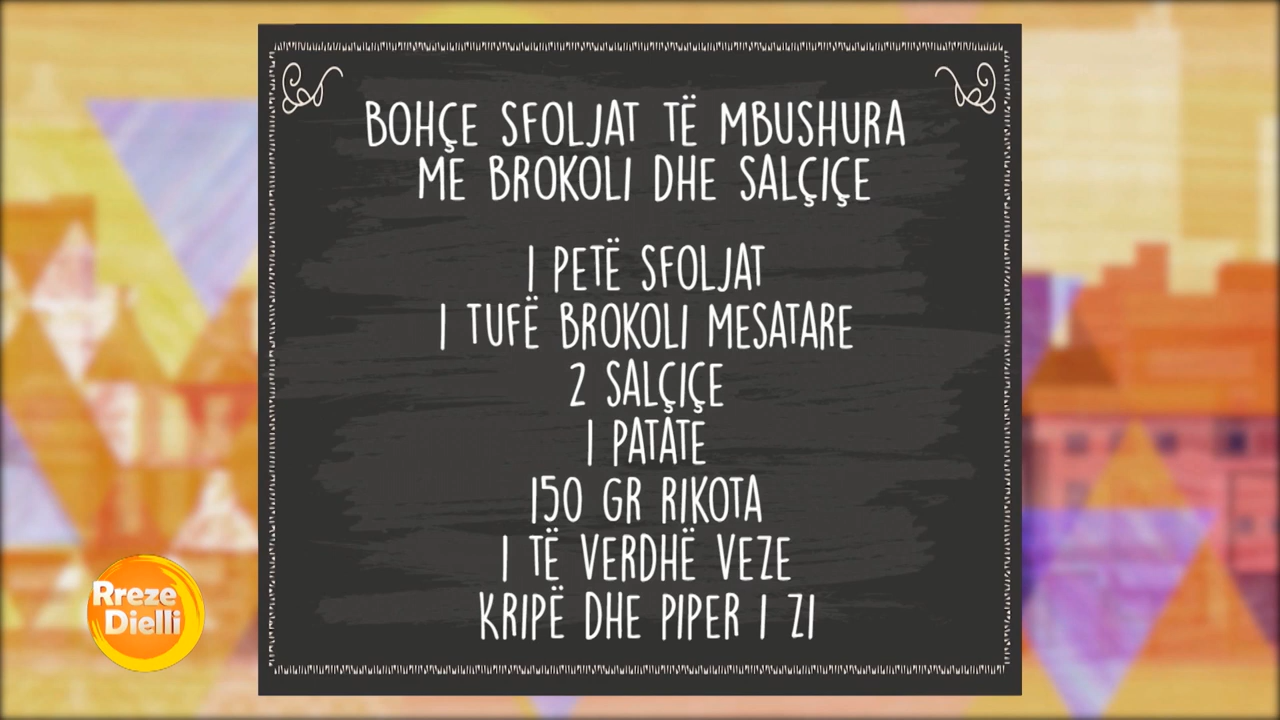 BOHÇE SFOLJAT TË MBUSHURA
ME BROKOLI DHE SALÇIÇE
1 PETË SFOLJAT
1 TUFË BROKOLI MESATARE
2 SALÇIÇE
1 PATATE
150 GR RIKOTA
1 TË VERDHË VEZE
KRIPË DHE PIPER I ZI
Rreze
Dielli